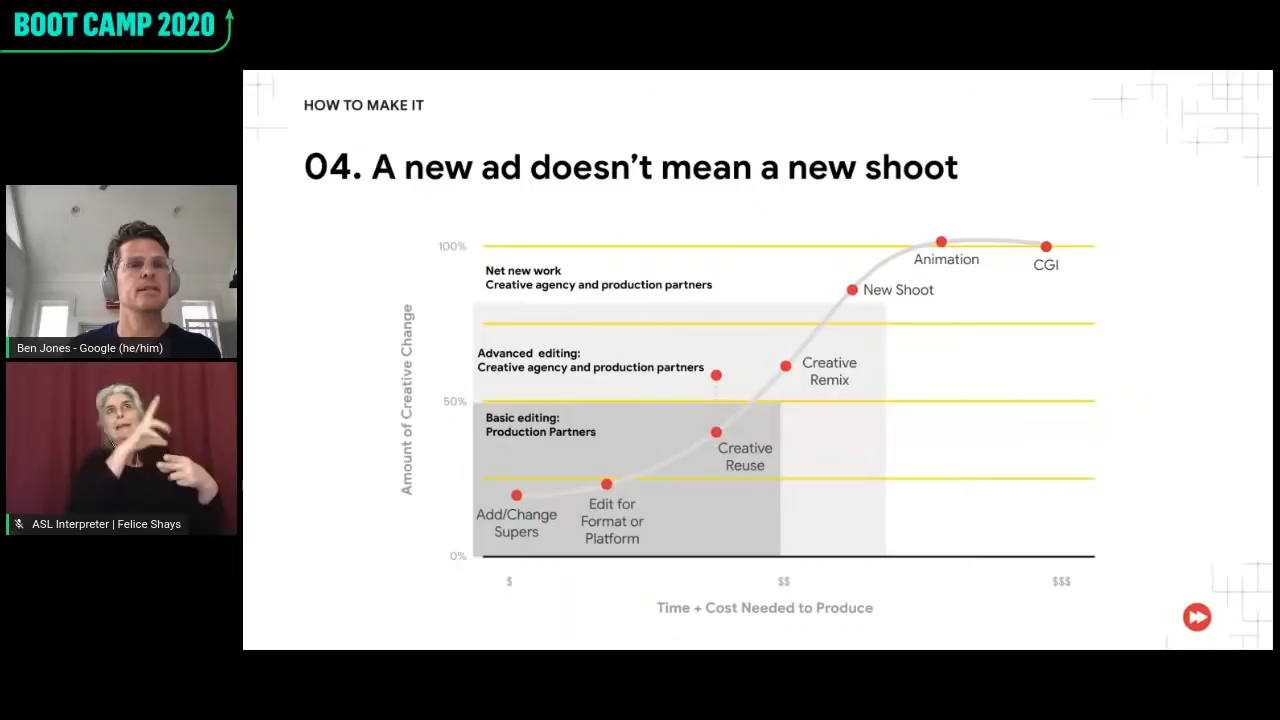 BOOT CAMP 2020
HOW TO MAKE IT
04. A new ad doesn’t mean a new shoot
Amount of Creative Change
100%
50%
0%
Net new work
Creative agency and production partners
Advanced editing:
Creative agency and production partners
Basic editing:
Production Partners
Add/Change
Supers
Edit for
Format or
Platform
Creative
Reuse
Creative
Remix
New Shoot
Animation
CGI
$
$$
$$$
Time + Cost Needed to Produce
Ben Jones - Google (he/him)
ASL Interpreter | Felice Shays